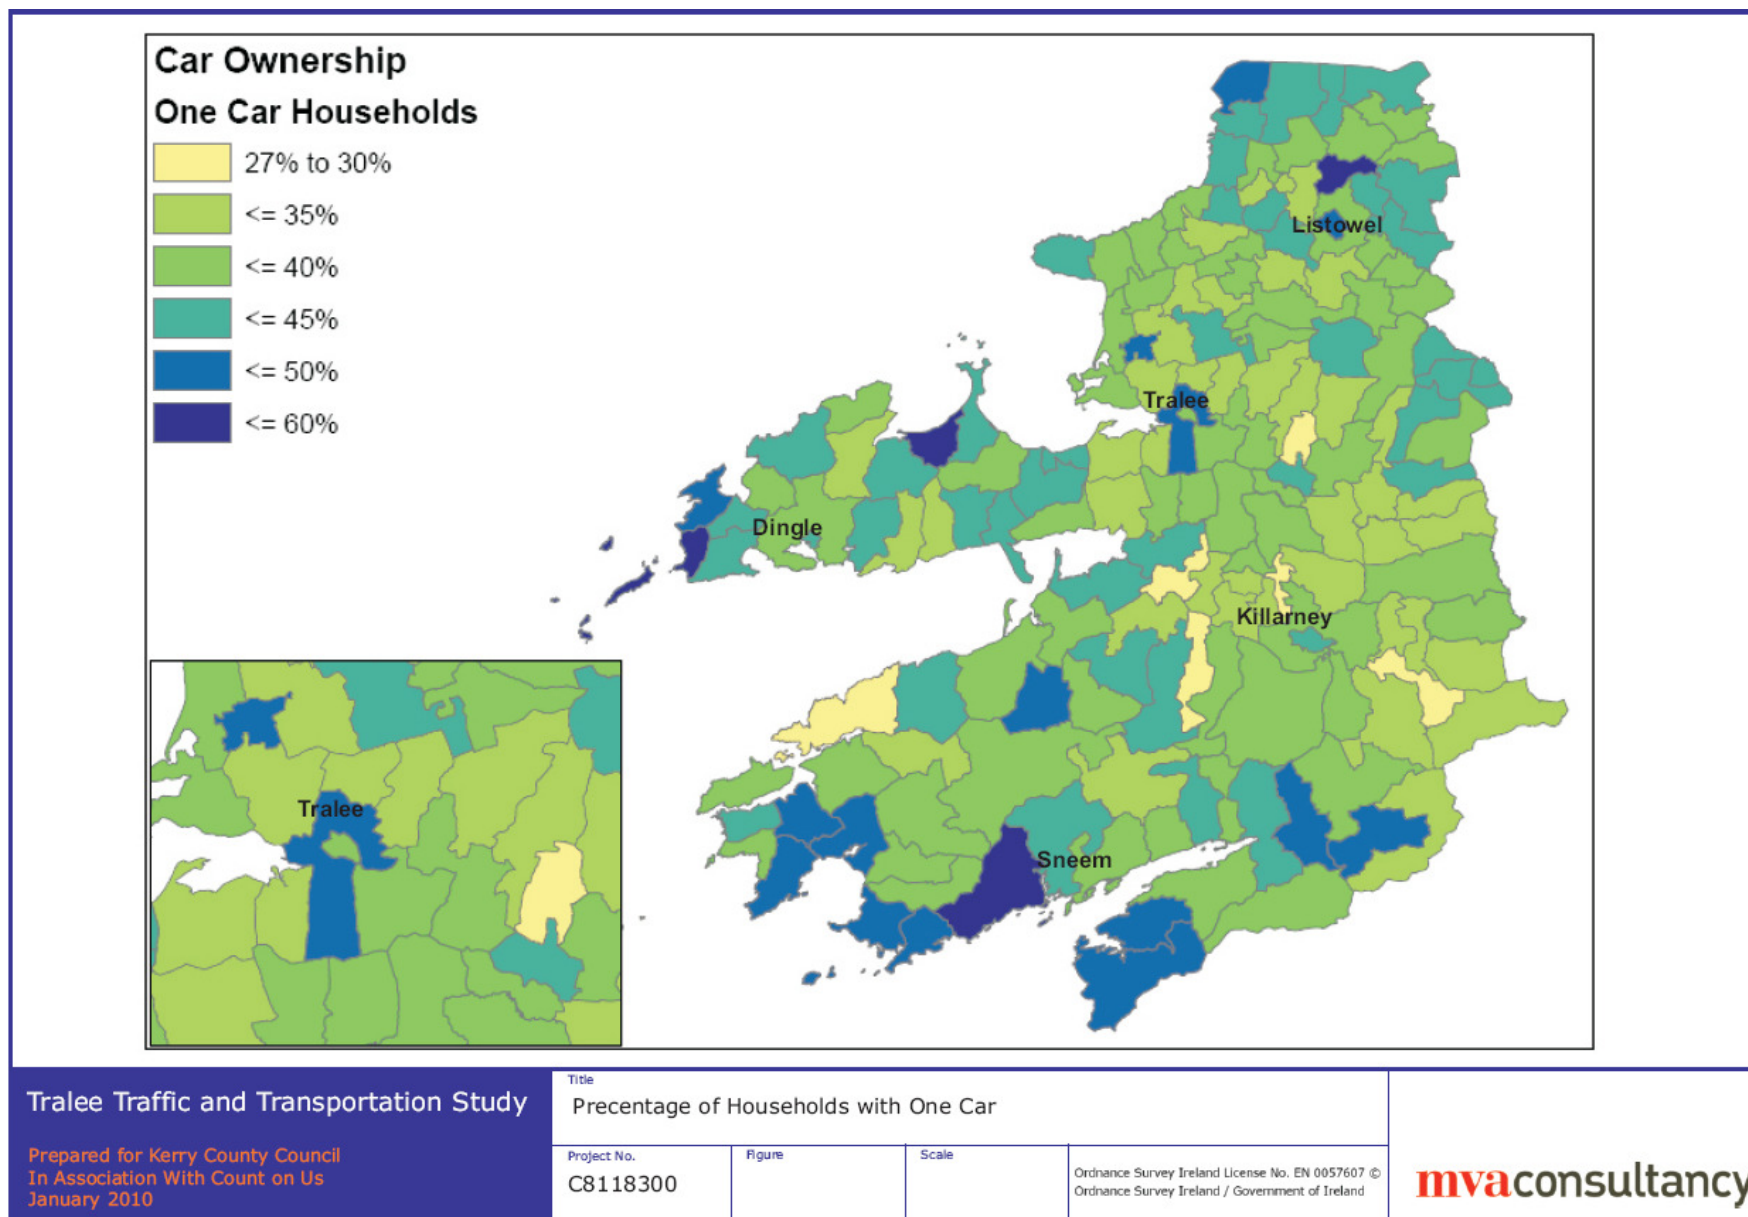 Car Ownership
One Car Households
27% to 30%
<= 35%
<= 40%
<= 45%
<= 50%
<= 60%
Listowel
Tralee
Dingle
Killarney
Sneem
Tralee
Tralee Traffic and Transportation Study
Prepared for Kerry County Council
In Association With Count on Us
January 2010
Title
Precentage of Households with One Car
Project No.
C8118300
Figure
Scale
Ordnance Survey Ireland License No. EN 0057607 ©
Ordnance Survey Ireland / Government of Ireland
mvaconsultancy